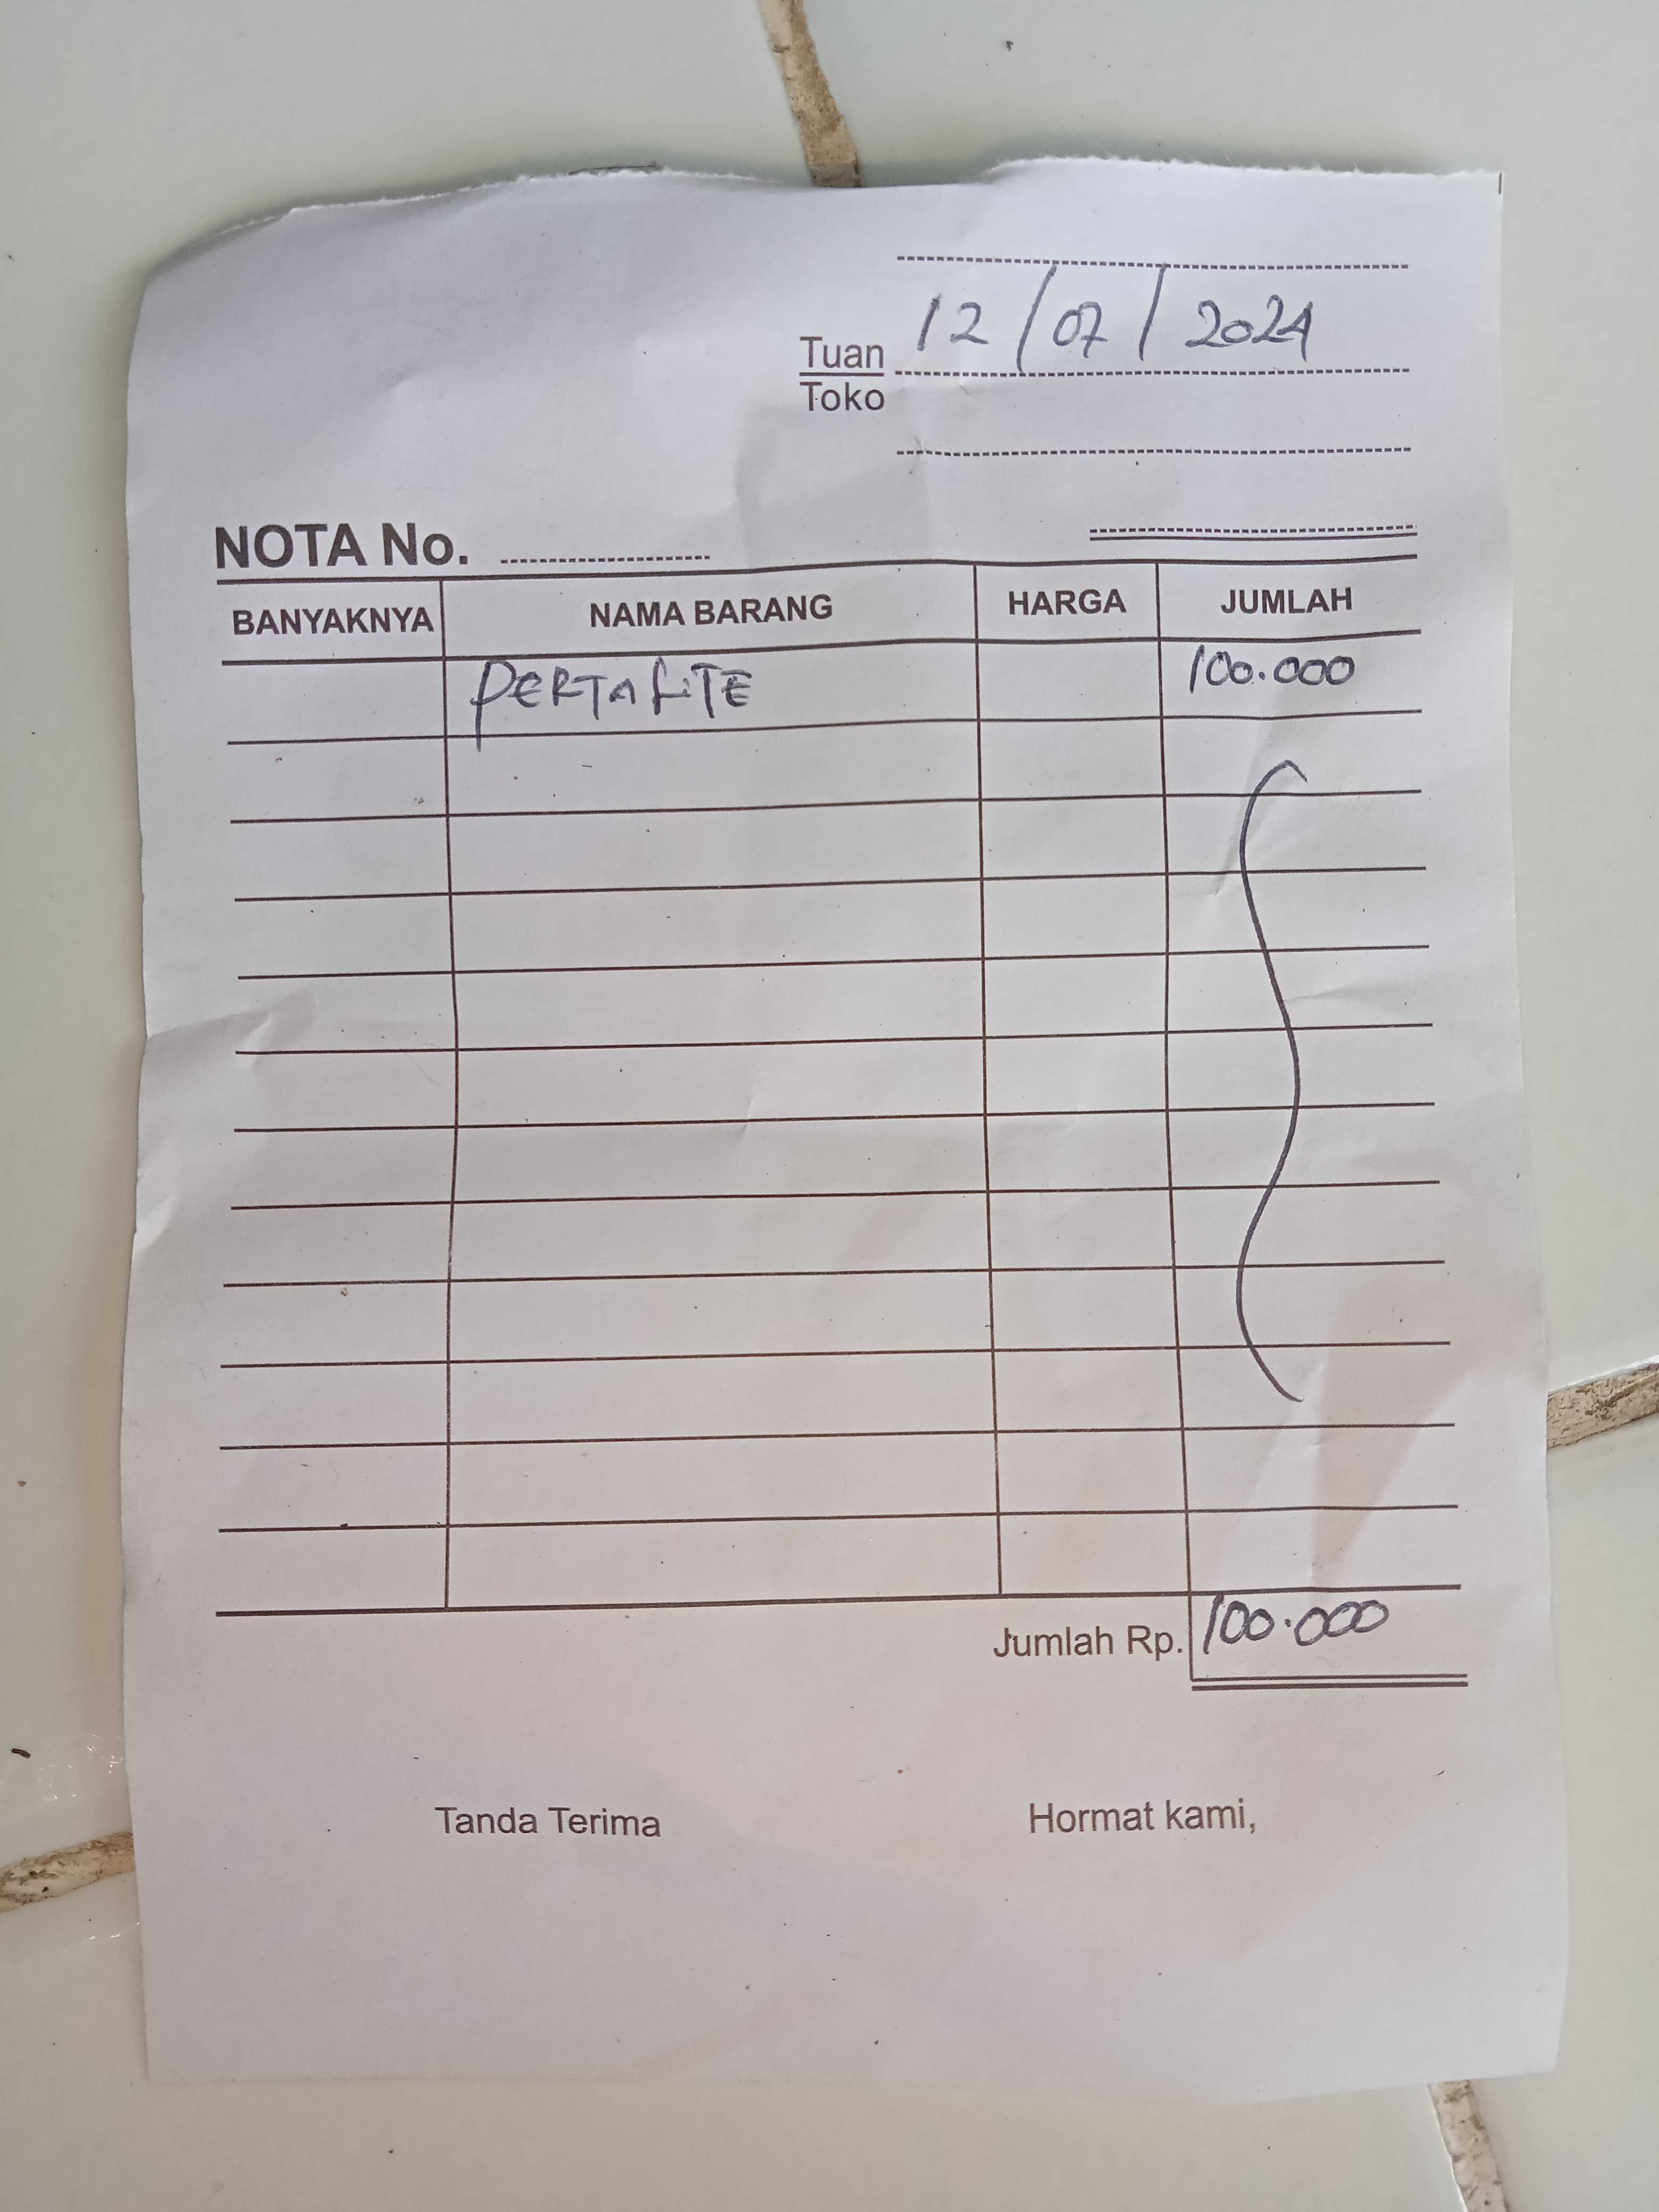 12/07/2024
Tuan
Toko
NOTA No.
BANYAKNYA NAMA BARANG HARGA JUMLAH
PERTALITE 100.000
Jumlah Rp. 100.000
Tanda Terima Hormat kami,